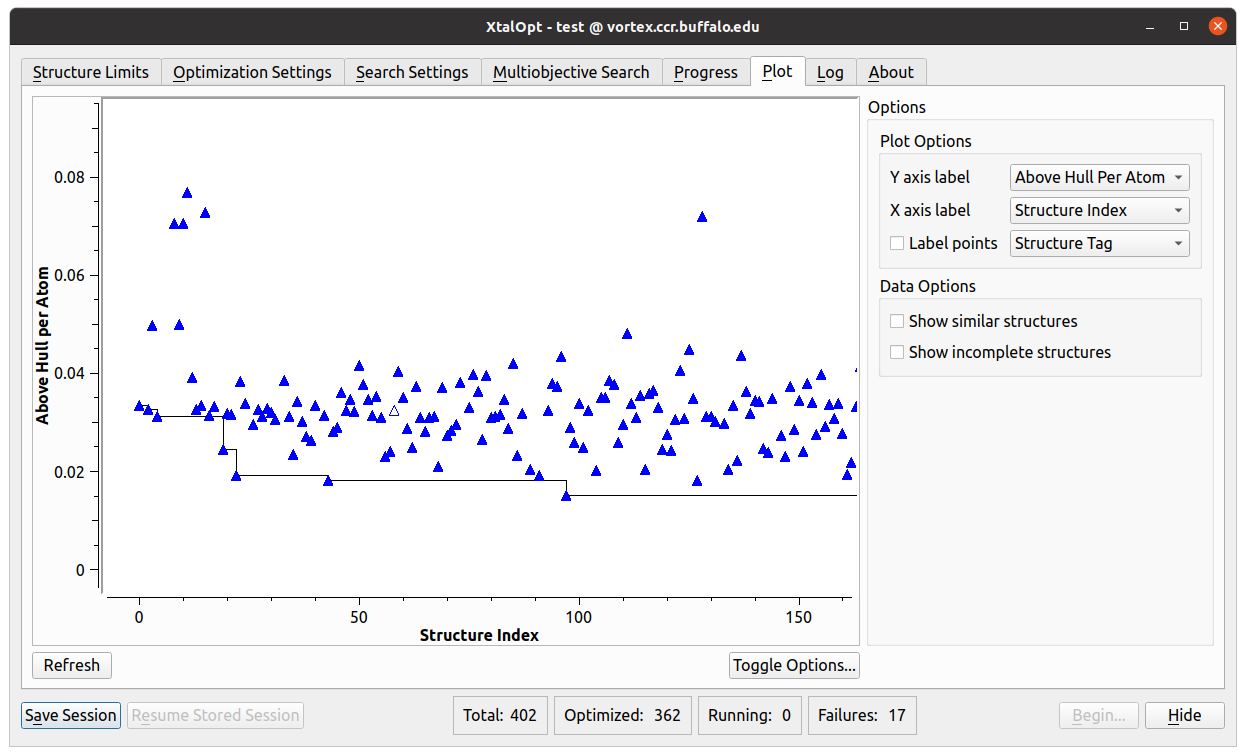 XtalOpt - test @ vortex.ccr.buffalo.edu
Structure Limits Optimization Settings Search Settings Multiobjective Search Progress Plot Log About
Options
Plot Options
Y axis label Above Hull Per Atom
X axis label Structure Index
Label points Structure Tag
Data Options
Show similar structures
Show incomplete structures
Above Hull per Atom
0.08
0.06
0.04
0.02
0
0 50 100 150
Structure Index
Refresh Toggle Options...
Save Session Resume Stored Session Total: 402 Optimized: 362 Running: 0 Failures: 17 Begin... Hide